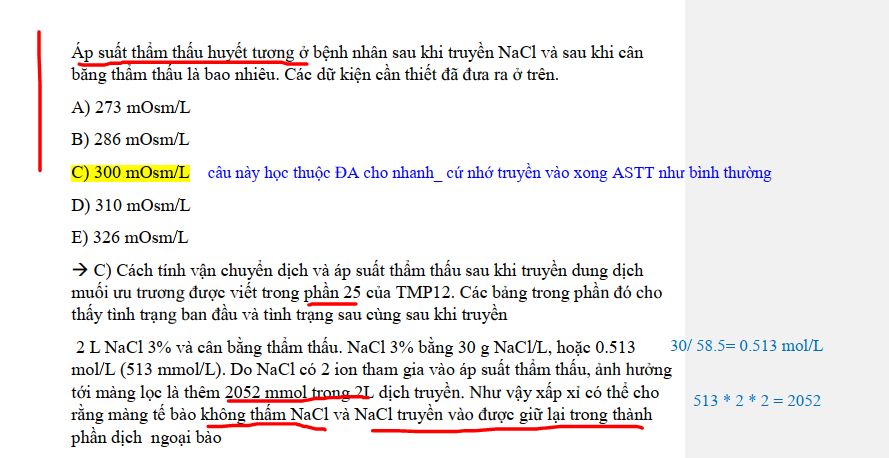 Áp suất thẩm thấu huyết tương ở bệnh nhân sau khi truyền NaCl và sau khi cân
bằng thẩm thấu là bao nhiêu. Các dữ kiện cần thiết đã đưa ra ở trên.
A) 273 mOsm/L
B) 286 mOsm/L
C) 300 mOsm/L câu này học thuộc ĐA cho nhanh_ cứ nhớ truyền vào xong ASTT như bình thường
D) 310 mOsm/L
E) 326 mOsm/L
→ C) Cách tính vận chuyển dịch và áp suất thẩm thấu sau khi truyền dung dịch
muối ưu trương được viết trong phần 25 của TMP12. Các bảng trong phần đó cho
thấy tình trạng ban đầu và tình trạng sau cùng sau khi truyền
2 L NaCl 3% và cân bằng thẩm thấu. NaCl 3% bằng 30 g NaCl/L, hoặc 0.513
mol/L (513 mmol/L). Do NaCl có 2 ion tham gia vào áp suất thẩm thấu, ảnh hưởng
tới màng lọc là thêm 2052 mmol trong 2L dịch truyền. Như vậy xấp xỉ có thể cho
rằng màng tế bào không thấm NaCl và NaCl truyền vào được giữ lại trong thành
phần dịch ngoại bào
30/ 58.5= 0.513 mol/L
513 * 2 * 2 = 2052